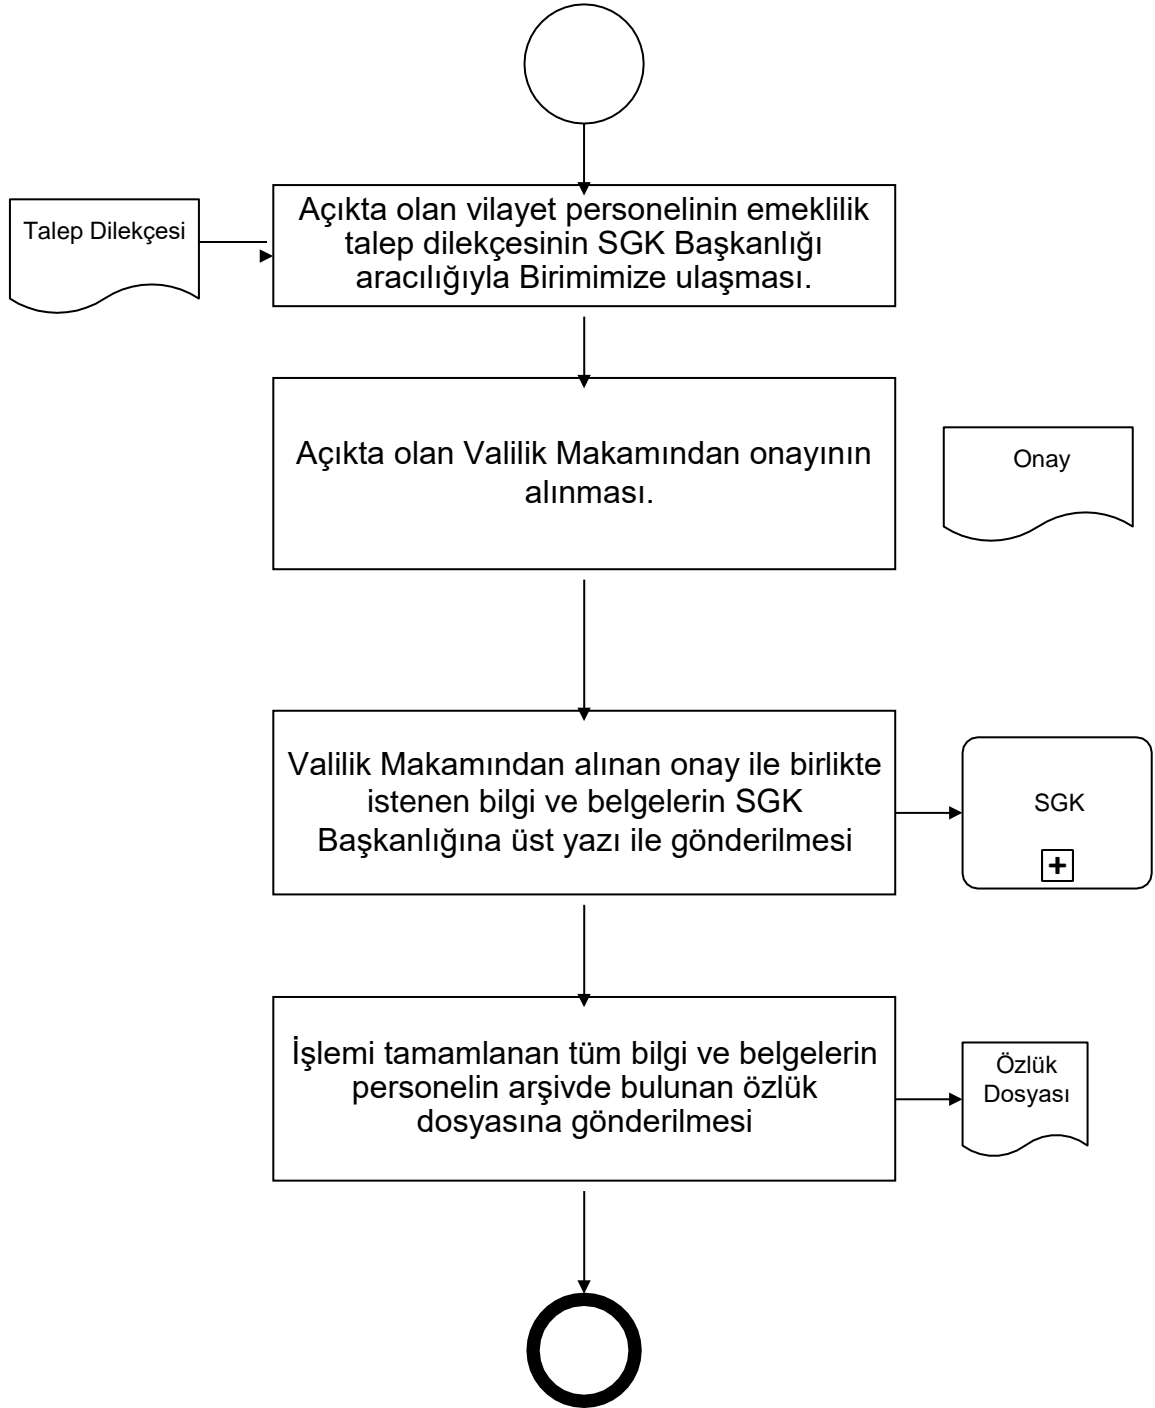 Talep Dilekçesi
Açıkta olan vilayet personelinin emeklilik
talep dilekçesinin SGK Başkanlığı
aracılığıyla Birimimize ulaşması.
Açıkta olan Valilik Makamından onayının
alınması.
Onay
Valilik Makamından alınan onay ile birlikte
istenen bilgi ve belgelerin SGK
Başkanlığına üst yazı ile gönderilmesi
SGK
İşlemi tamamlanan tüm bilgi ve belgelerin
personelin arşivde bulunan özlük
dosyasına gönderilmesi
Özlük
Dosyası